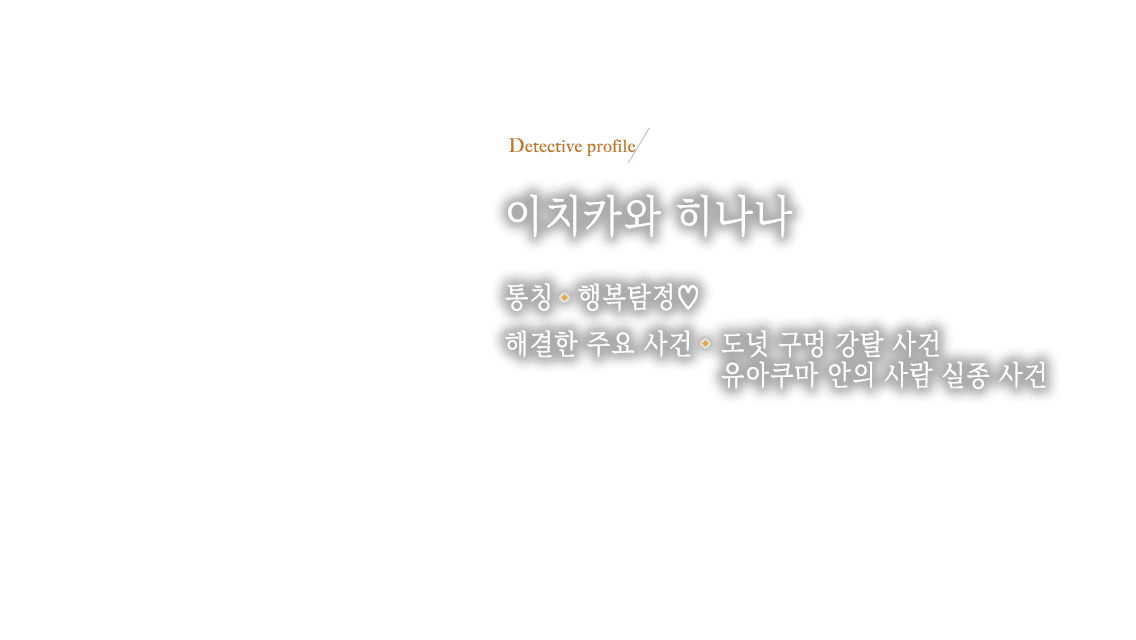 Detective profile
이치카와 히나나
통칭◆행복탐정♡
해결한 주요 사건◆도넛 구멍 강탈 사건
유아쿠마 안의 사람 실종 사건